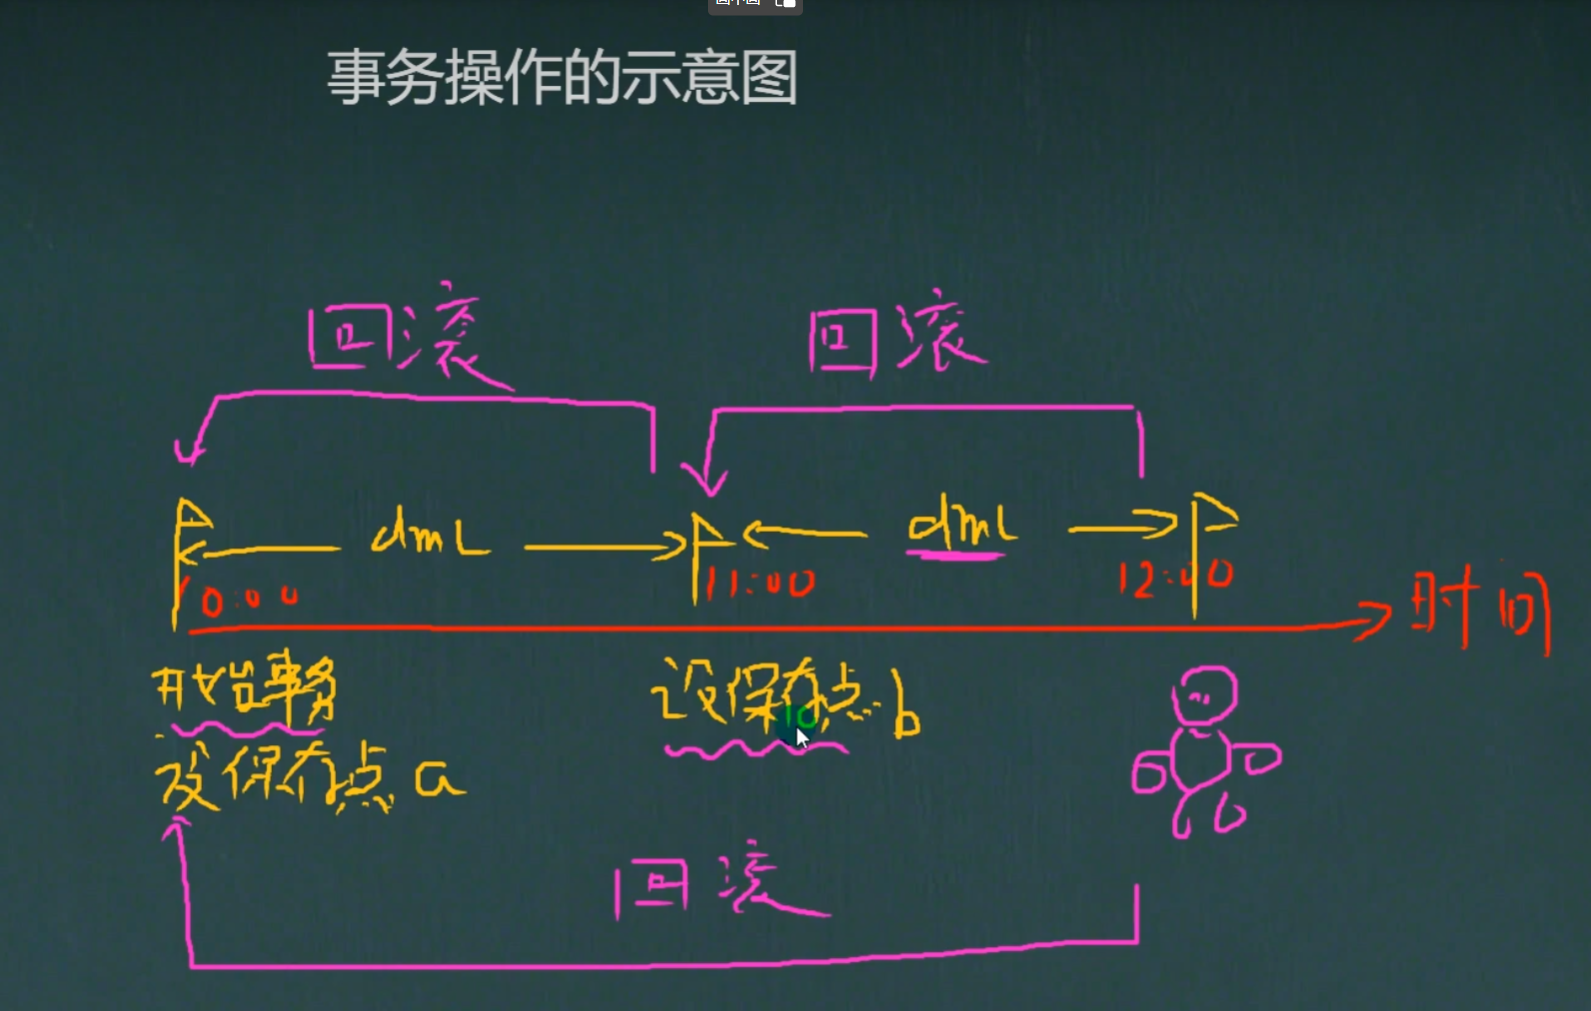 事务操作的示意图
回滚 回滚
dml dml
10:00 11:00 12:00 时间
开始事务 设保存点 b
设保存点 a
回滚